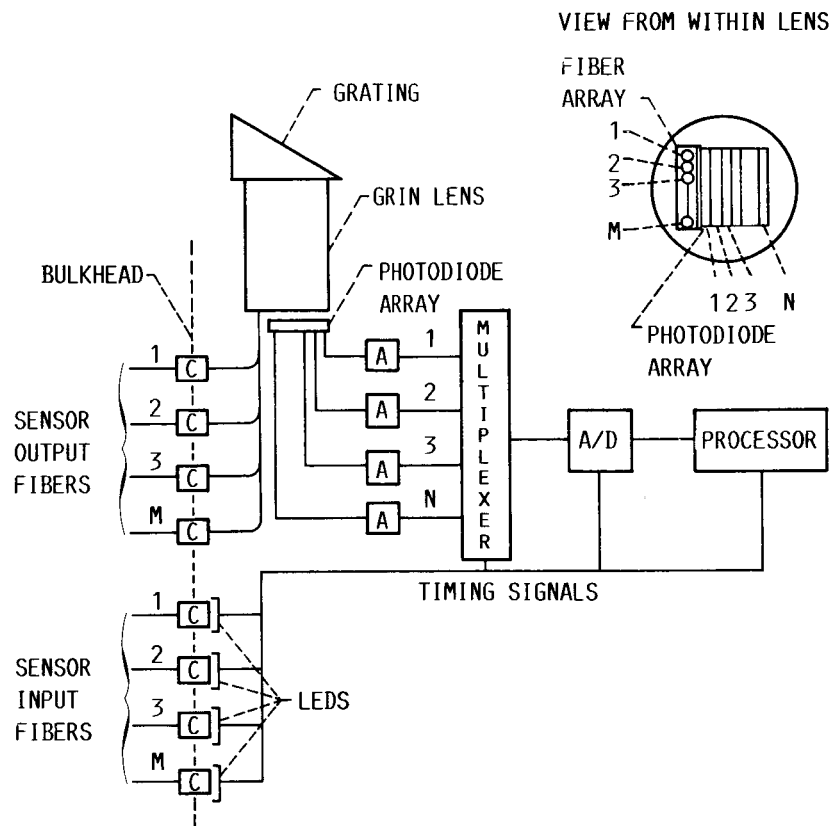 VIEW FROM WITHIN LENS
FIBER
ARRAY
1
2
3
M
1 2 3 N
PHOTODIODE
ARRAY
GRATING
GRIN LENS
BULKHEAD
PHOTODIODE
ARRAY
SENSOR
OUTPUT
FIBERS
1
C
2
C
3
C
M
C
A
1
A
2
A
3
A
N
MULTIPLEXER
A/D
PROCESSOR
TIMING SIGNALS
SENSOR
INPUT
FIBERS
1
C
2
C
3
C
M
C
LEDS